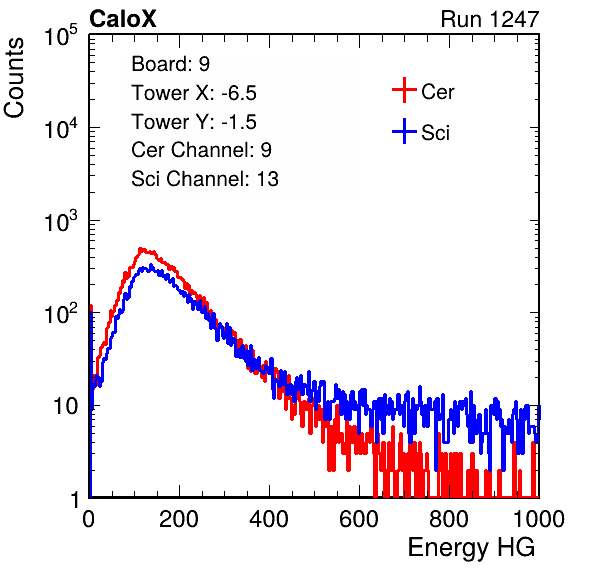 CaloX Run 1247
Counts
Board: 9
Tower X: -6.5
Tower Y: -1.5
Cer Channel: 9
Sci Channel: 13
Cer
Sci
10^5
10^4
10^3
10^2
10
1
0 200 400 600 800 1000
Energy HG